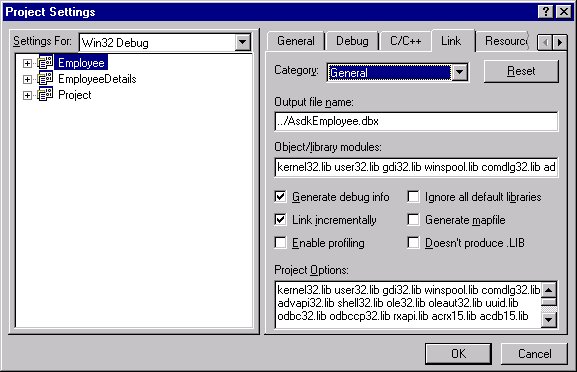 Project Settings
Settings For: Win32 Debug
Employee
EmployeeDetails
Project
General Debug C/C++ Link Resourc
Category: General Reset
Output file name:
../AsdkEmployee.dbx
Object/library modules:
kernel32.lib user32.lib gdi32.lib winspool.lib comdlg32.lib ad
Generate debug info Ignore all default libraries
Link incrementally Generate mapfile
Enable profiling Doesn't produce .LIB
Project Options:
kernel32.lib user32.lib gdi32.lib winspool.lib comdlg32.lib
advapi32.lib shell32.lib ole32.lib oleaut32.lib uuid.lib
odbc32.lib odbccp32.lib rxapi.lib acrx15.lib acdb15.lib
OK Cancel